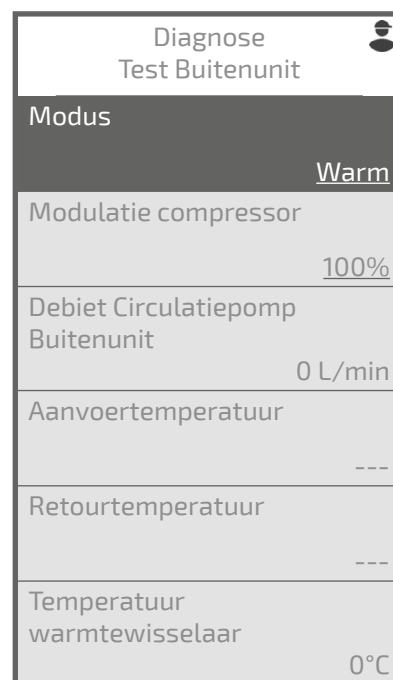 Diagnose
Test Buitenunit
Modus
Warm
Modulatie compressor
100%
Debiet Circulatiepomp
Buitenunit
0 L/min
Aanvoertemperatuur
---
Retourtemperatuur
---
Temperatuur
warmtewisselaar
0°C